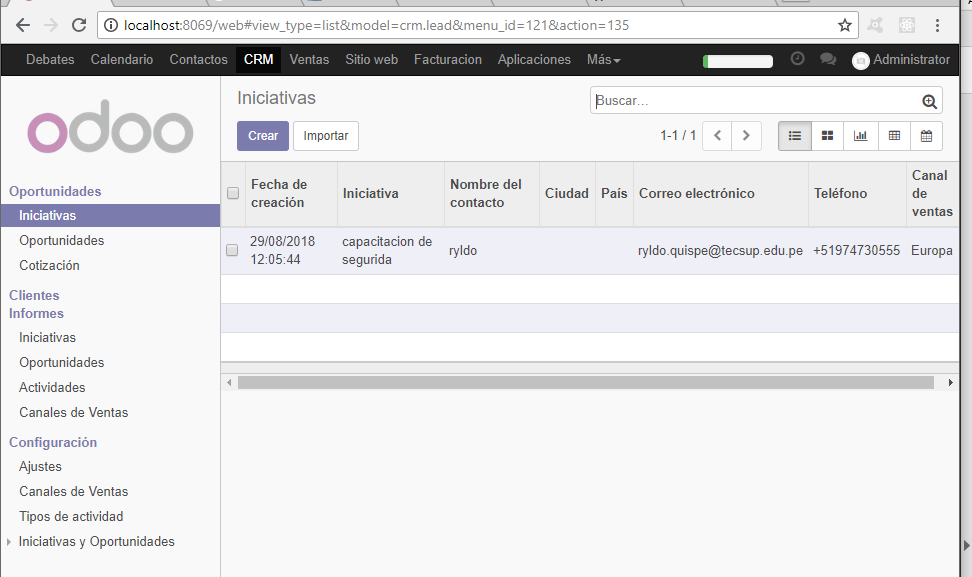 localhost:8069/web#view_type=list&model=crm.lead&menu_id=121&action=135
Debates Calendario Contactos CRM Ventas Sitio web Facturacion Aplicaciones Más Administrator
odoo
Iniciativas
Buscar...
Crear Importar
1-1 / 1
Oportunidades
Iniciativas
Oportunidades
Cotización
Clientes
Informes
Iniciativas
Oportunidades
Actividades
Canales de Ventas
Configuración
Ajustes
Canales de Ventas
Tipos de actividad
Iniciativas y Oportunidades
Fecha de creación Iniciativa Nombre del contacto Ciudad País Correo electrónico Teléfono Canal de ventas
29/08/2018 12:05:44 capacitacion de segurida ryldo ryldo.quispe@tecsup.edu.pe +51974730555 Europa